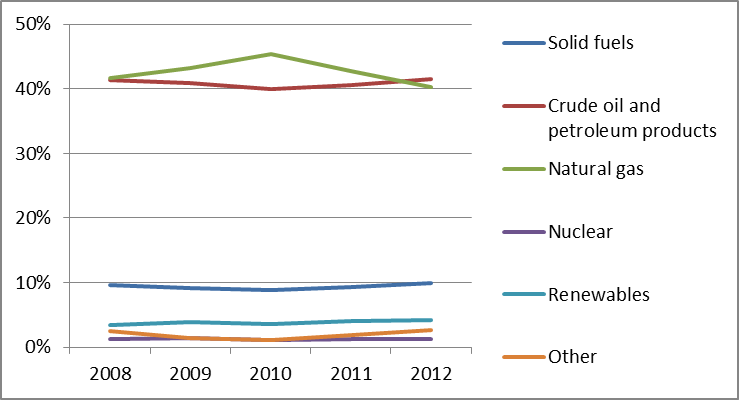 50%
40%
30%
20%
10%
0%
2008 2009 2010 2011 2012
Solid fuels
Crude oil and
petroleum products
Natural gas
Nuclear
Renewables
Other